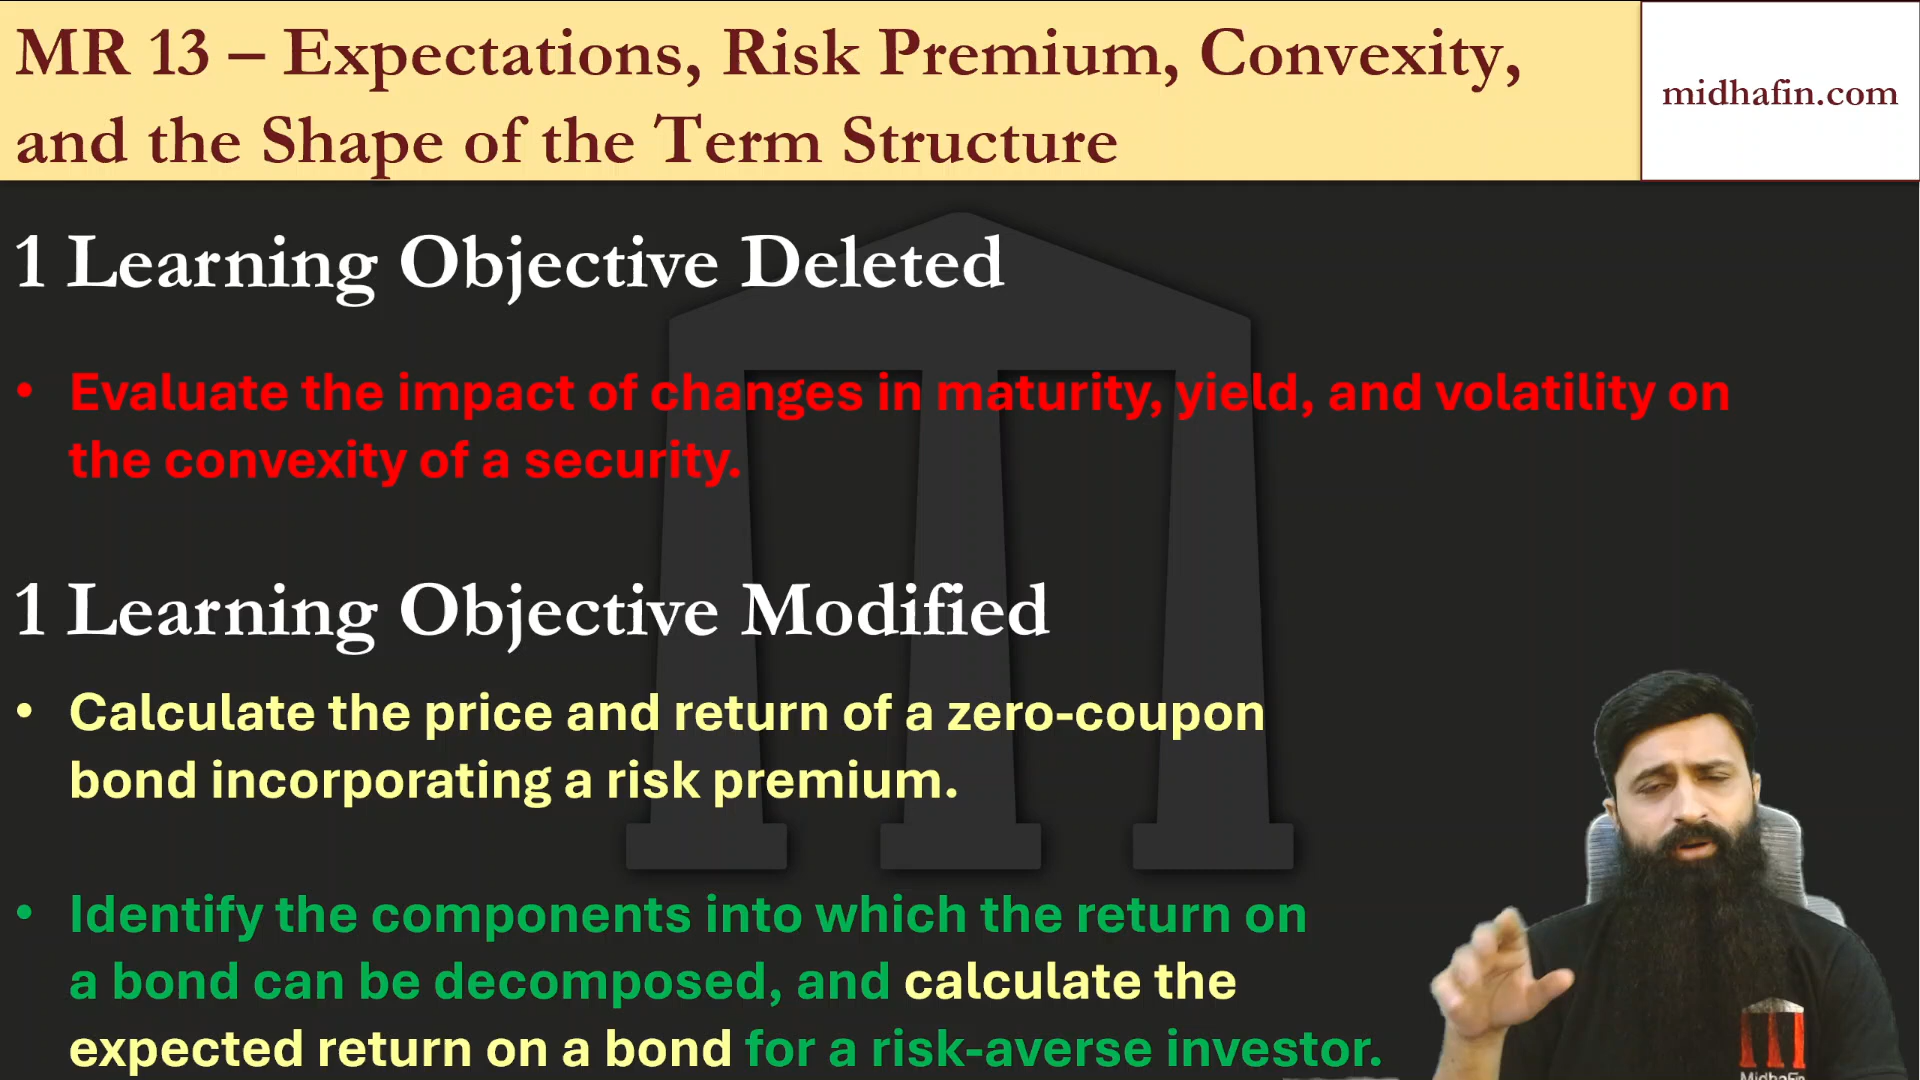 MR 13 – Expectations, Risk Premium, Convexity,
and the Shape of the Term Structure
midhafin.com
1 Learning Objective Deleted
• Evaluate the impact of changes in maturity, yield, and volatility on
the convexity of a security.
1 Learning Objective Modified
• Calculate the price and return of a zero-coupon
bond incorporating a risk premium.
• Identify the components into which the return on
a bond can be decomposed, and calculate the
expected return on a bond for a risk-averse investor.
MidhaFin